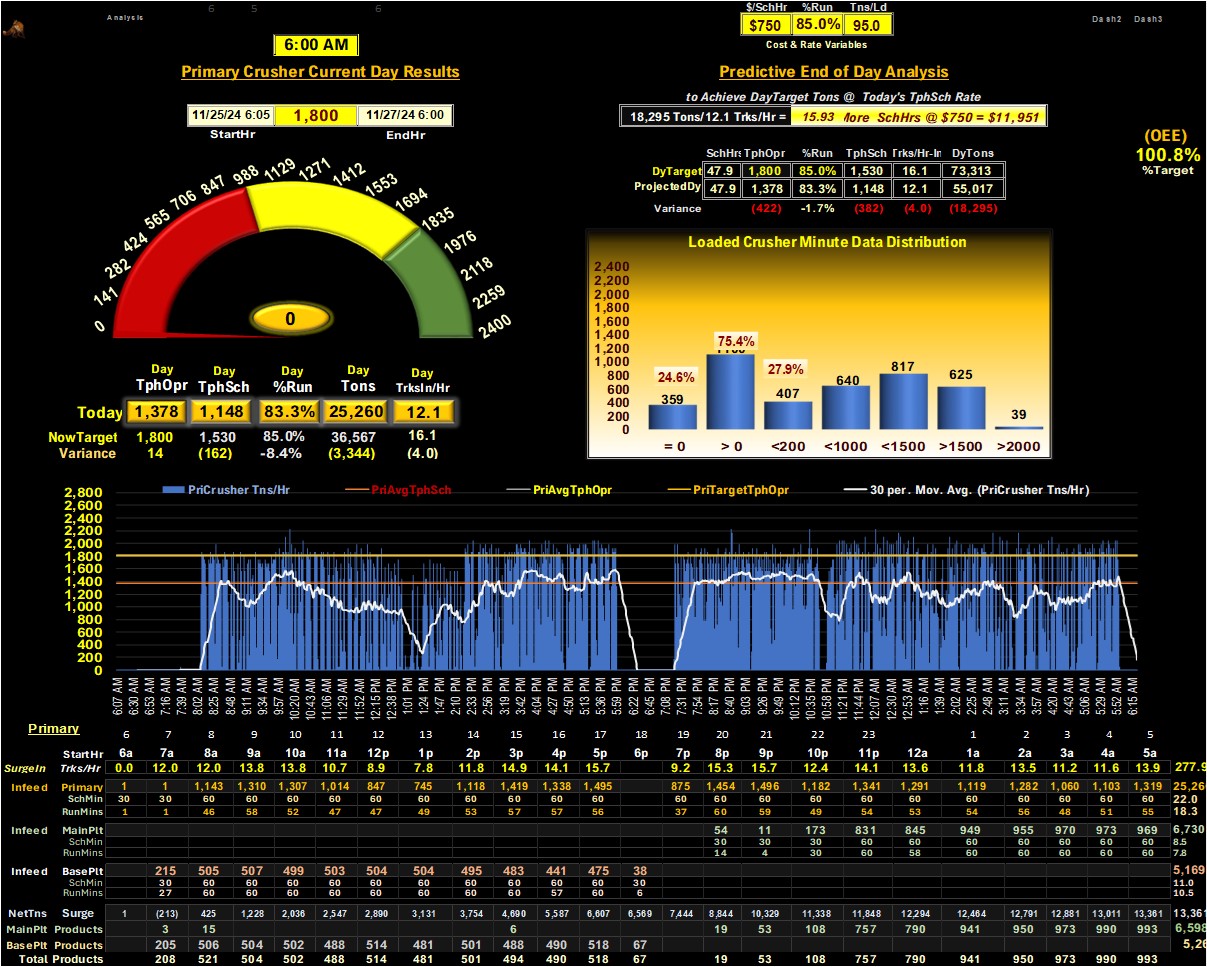 Analysis 6 5 6 $/SchHr %Run Tns/Ld Dash2 Dash3
$750 85.0% 95.0
6:00 AM Cost & Rate Variables
Primary Crusher Current Day Results
Predictive End of Day Analysis
to Achieve DayTarget Tons @ Today's TphSch Rate
11/25/24 6:05 1,800 11/27/24 6:00
StartHr EndHr
18,295 Tons/12.1 Trks/Hr = 15.93 More SchHrs @ $750 = $11,951
(OEE)
100.8%
%Target
SchHrs TphOpr %Run TphSch Trks/Hr-In DyTons
DyTarget 47.9 1,800 85.0% 1,530 16.1 73,313
ProjectedDy 47.9 1,378 83.3% 1,148 12.1 55,017
Variance (422) -1.7% (382) (4.0) (18,295)
0 141 282 424 565 706 847 988 1129 1271 1412 1553 1694 1835 1976 2118 2259 2400
0
Loaded Crusher Minute Data Distribution
2,400
2,200
2,000
1,800
1,600
1,400
1,200
1,000
800
600
400
200
0
24.6% 75.4% 27.9%
359 407 640 817 625 39
= 0 > 0 <200 <1000 <1500 >1500 >2000
Day Day Day Day Day
TphOpr TphSch %Run Tons TrksIn/Hr
Today 1,378 1,148 83.3% 25,260 12.1
NowTarget 1,800 1,530 85.0% 36,567 16.1
Variance 14 (162) -8.4% (3,344) (4.0)
PriCrusher Tns/Hr PriAvgTphSch PriAvgTphOpr PriTargetTphOpr 30 per. Mov. Avg. (PriCrusher Tns/Hr)
2,800
2,600
2,400
2,200
2,000
1,800
1,600
1,400
1,200
1,000
800
600
400
200
0
6:07 AM 6:30 AM 6:53 AM 7:16 AM 7:39 AM 8:02 AM 8:25 AM 8:48 AM 9:11 AM 9:34 AM 9:57 AM 10:20 AM 10:43 AM 11:06 AM 11:29 AM 11:52 AM 12:15 PM 12:38 PM 1:01 PM 1:24 PM 1:47 PM 2:10 PM 2:33 PM 2:56 PM 3:19 PM 3:42 PM 4:04 PM 4:27 PM 4:50 PM 5:13 PM 5:36 PM 5:59 PM 6:22 PM 6:45 PM 7:08 PM 7:31 PM 7:54 PM 8:17 PM 8:40 PM 9:03 PM 9:26 PM 9:49 PM 10:12 PM 10:35 PM 10:58 PM 11:21 PM 11:44 PM 12:07 AM 12:30 AM 12:53 AM 1:16 AM 1:39 AM 2:02 AM 2:25 AM 2:48 AM 3:11 AM 3:34 AM 3:57 AM 4:20 AM 4:43 AM 5:06 AM 5:29 AM 5:52 AM 6:15 AM
Primary 6 7 8 9 10 11 12 13 14 15 16 17 18 19 20 21 22 23 1 2 3 4 5
StartHr 6a 7a 8a 9a 10a 11a 12p 1p 2p 3p 4p 5p 6p 7p 8p 9p 10p 11p 12a 1a 2a 3a 4a 5a
SurgeIn Trks/Hr 0.0 12.0 12.0 13.8 13.8 10.7 8.9 7.8 11.8 14.9 14.1 15.7 9.2 15.3 15.7 12.4 14.1 13.6 11.8 13.5 11.2 11.6 13.9 277.9
Infeed Primary 1 1 1,143 1,310 1,307 1,014 847 745 1,118 1,419 1,338 1,495 875 1,454 1,496 1,182 1,341 1,291 1,119 1,282 1,060 1,103 1,319 25,26
SchMin 30 30 60 60 60 60 60 60 60 60 60 60 60 60 60 60 60 60 60 60 60 60 60 22.0
RunMins 1 1 46 58 52 47 47 49 53 57 57 56 37 60 59 49 54 53 54 56 48 51 55 18.3
Infeed MainPlt 54 11 173 831 845 949 955 970 973 969 6,730
SchMin 30 30 30 60 60 60 60 60 60 60 8.5
RunMins 14 4 30 60 58 60 60 60 60 60 7.8
Infeed BasePlt 215 505 507 499 503 504 504 495 483 441 475 38 5,169
SchMin 30 60 60 60 60 60 60 60 60 60 60 30 11.0
RunMins 27 60 60 60 60 60 60 60 60 57 60 6 10.5
NetTns Surge 1 (213) 425 1,228 2,036 2,547 2,890 3,131 3,754 4,690 5,587 6,607 6,569 7,444 8,844 10,329 11,338 11,848 12,294 12,464 12,791 12,881 13,011 13,361 13,361
MainPlt Products 3 15 6 19 53 108 757 790 941 950 973 990 993 6,598
BasePlt Products 205 506 504 502 488 514 481 501 488 490 518 67 5,26
Total Products 208 521 504 502 488 514 481 501 494 490 518 67 19 53 108 757 790 941 950 973 990 993